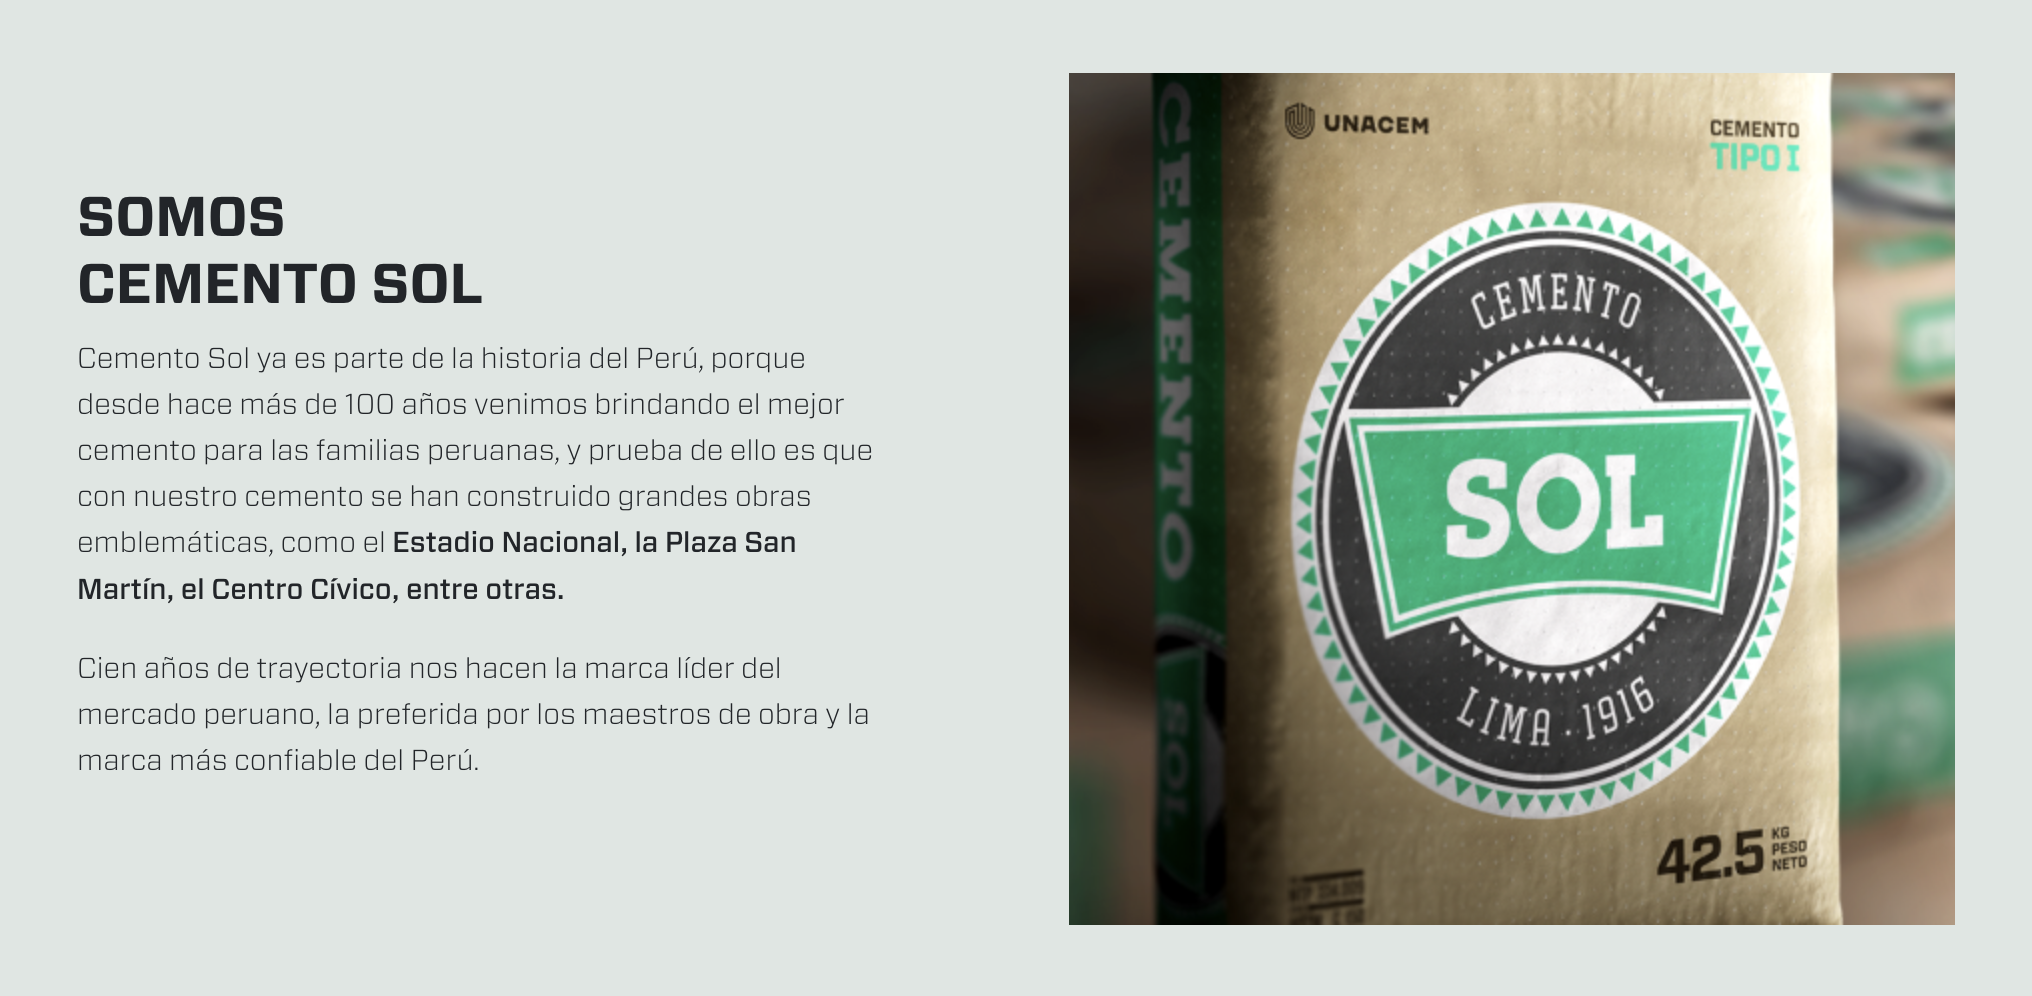 SOMOS
CEMENTO SOL
Cemento Sol ya es parte de la historia del Perú, porque
desde hace más de 100 años venimos brindando el mejor
cemento para las familias peruanas, y prueba de ello es que
con nuestro cemento se han construido grandes obras
emblemáticas, como el Estadio Nacional, la Plaza San
Martín, el Centro Cívico, entre otras.
Cien años de trayectoria nos hacen la marca líder del
mercado peruano, la preferida por los maestros de obra y la
marca más confiable del Perú.
CEMENTO
SOL
UNACEM
CEMENTO
TIPO I
CEMENTO
SOL
LIMA · 1916
42.5
KG
PESO
NETO